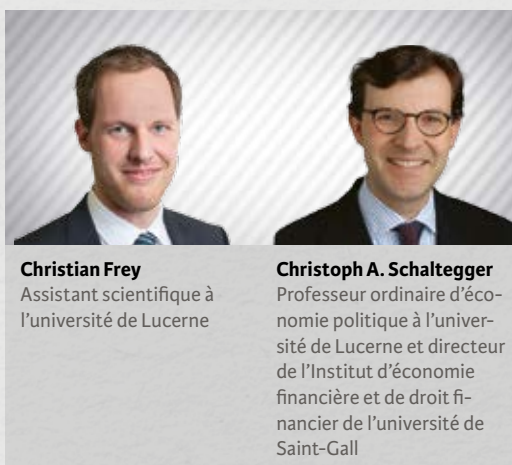 Christian Frey
Assistant scientifique à
l'université de Lucerne
Christoph A. Schaltegger
Professeur ordinaire d'éco-
nomie politique à l'univer-
sité de Lucerne et directeur
de l'Institut d'économie
financière et de droit fi-
nancier de l'université de
Saint-Gall